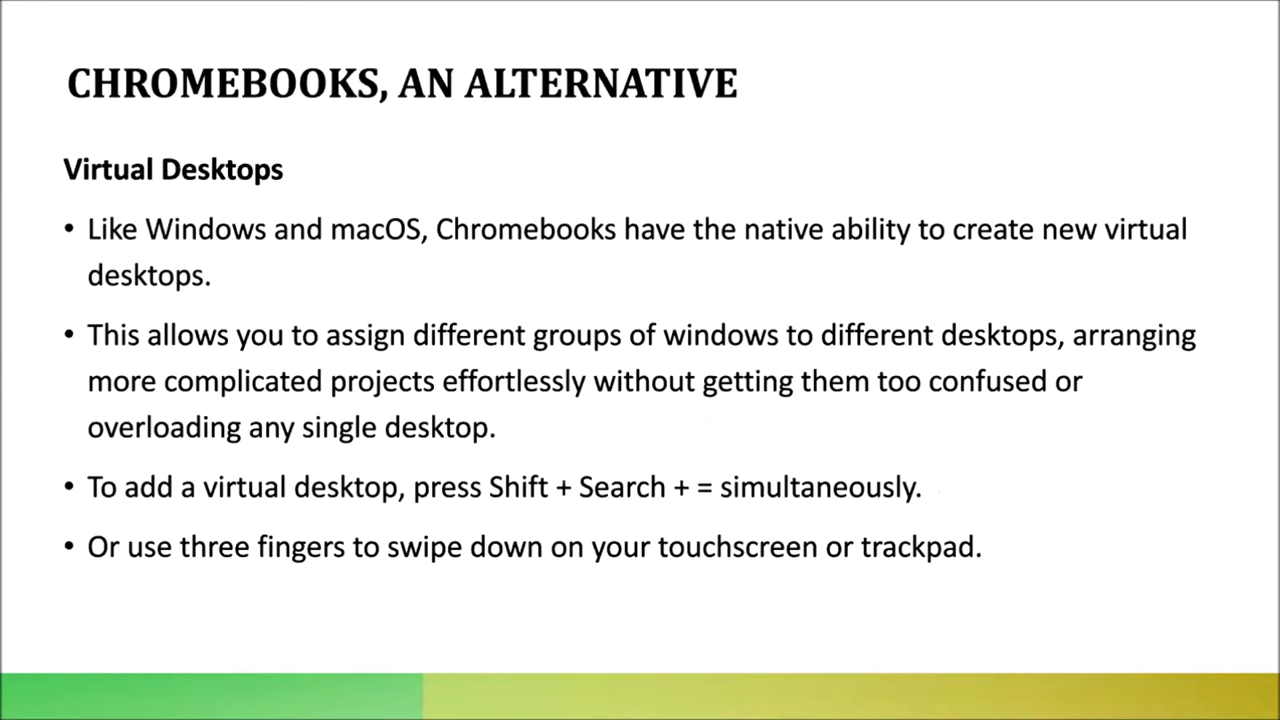 CHROMEBOOKS, AN ALTERNATIVE
Virtual Desktops
• Like Windows and macOS, Chromebooks have the native ability to create new virtual
desktops.
• This allows you to assign different groups of windows to different desktops, arranging
more complicated projects effortlessly without getting them too confused or
overloading any single desktop.
• To add a virtual desktop, press Shift + Search + = simultaneously.
• Or use three fingers to swipe down on your touchscreen or trackpad.